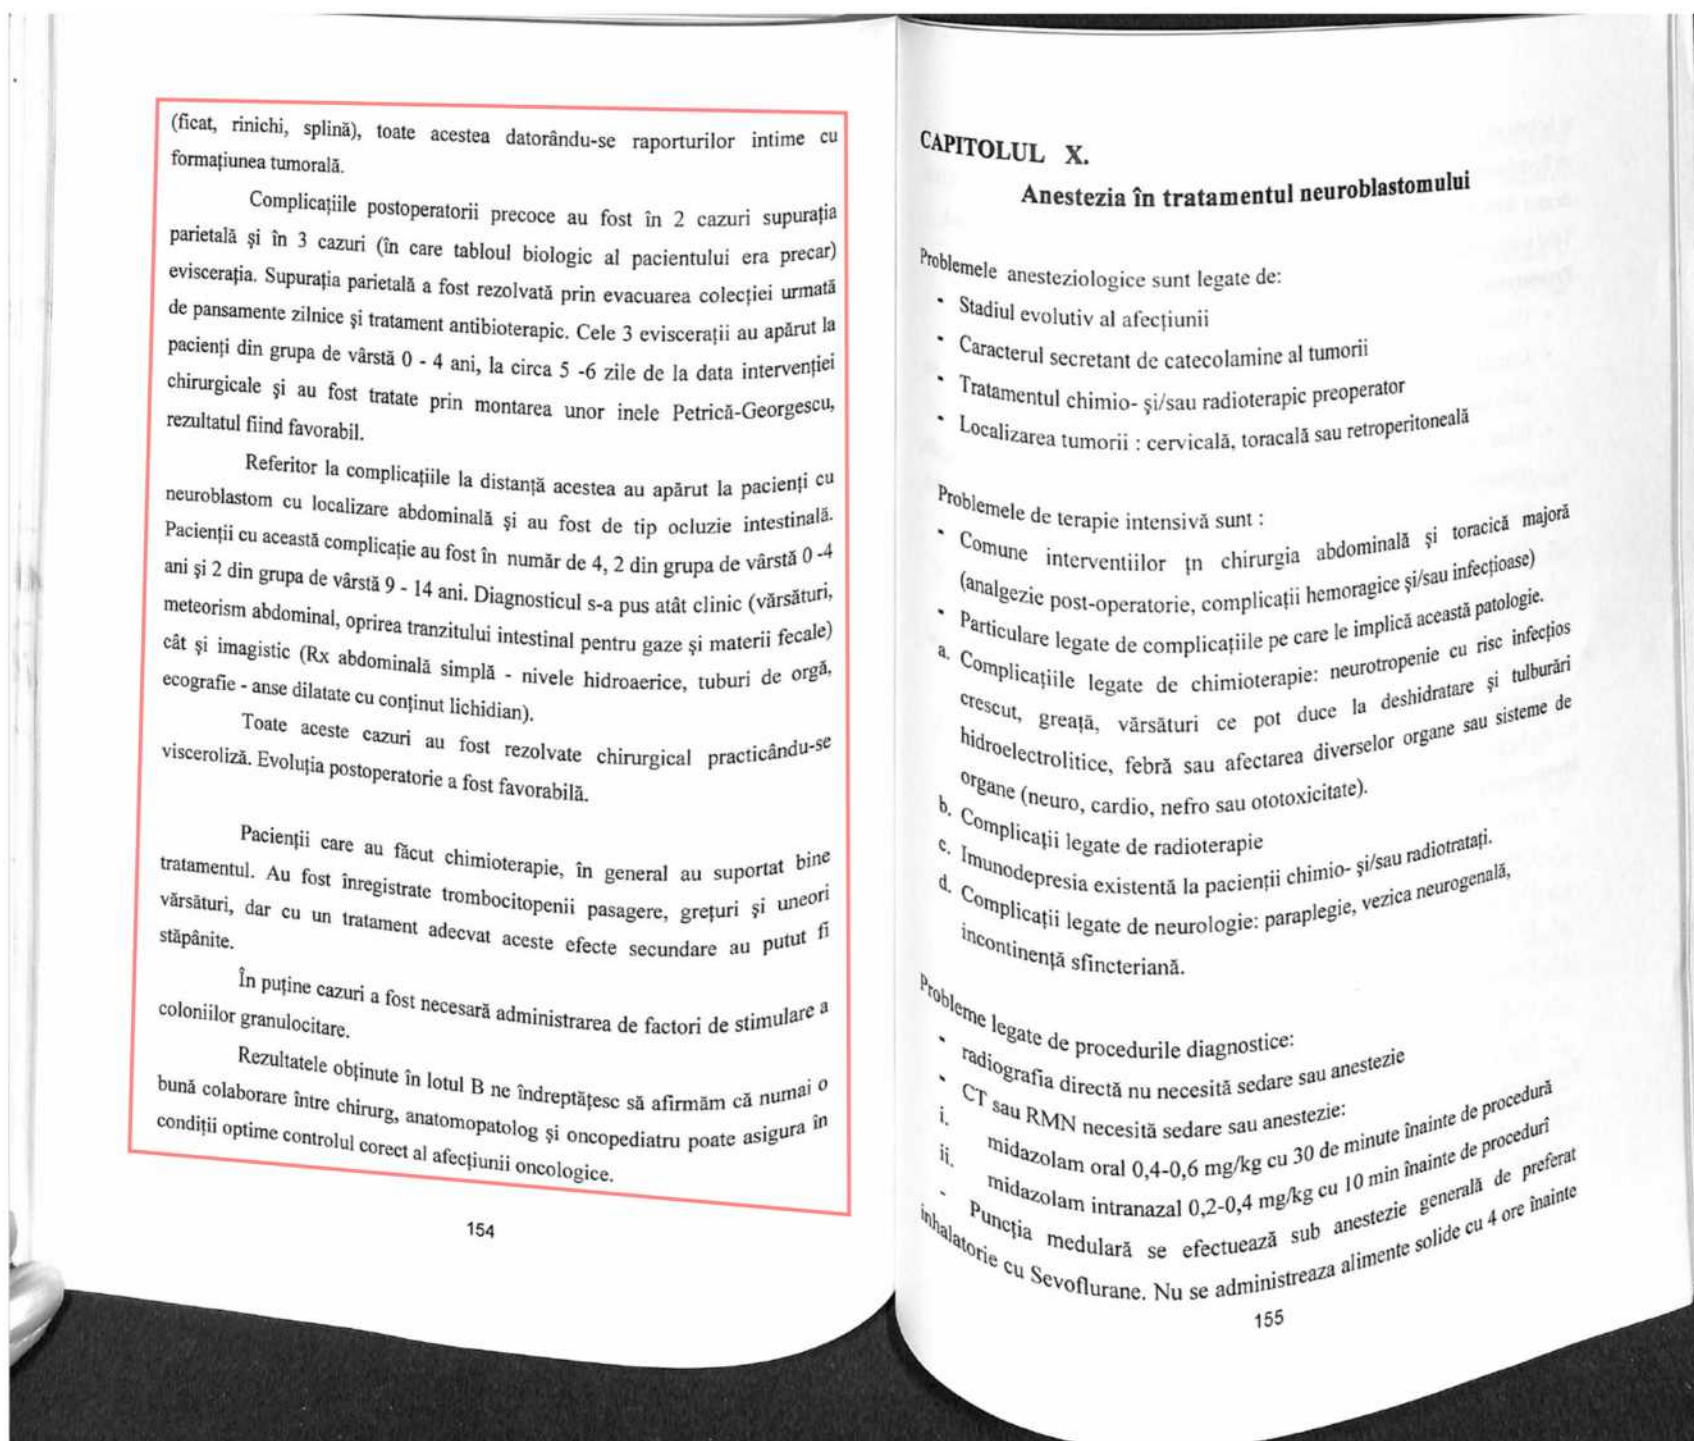 (ficat, rinichi, splină), toate acestea datorându-se raporturilor intime cu
formațiunea tumorală.
Complicațiile postoperatorii precoce au fost în 2 cazuri supurația
parietală și în 3 cazuri (în care tabloul biologic al pacientului era precar)
eviscerația. Supurația parietală a fost rezolvată prin evacuarea colecției urmată
de pansamente zilnice și tratament antibioterapic. Cele 3 eviscerații au apărut la
pacienți din grupa de vârstă 0 - 4 ani, la circa 5 -6 zile de la data intervenției
chirurgicale și au fost tratate prin montarea unor inele Petrică-Georgescu,
rezultatul fiind favorabil.
Referitor la complicațiile la distanță acestea au apărut la pacienți cu
neuroblastom cu localizare abdominală și au fost de tip ocluzie intestinală.
Pacienții cu această complicație au fost în număr de 4, 2 din grupa de vârstă 0 -4
ani și 2 din grupa de vârstă 9 - 14 ani. Diagnosticul s-a pus atât clinic (vărsături,
meteorism abdominal, oprirea tranzitului intestinal pentru gaze și materii fecale)
cât și imagistic (Rx abdominală simplă - nivele hidroaerice, tuburi de orgă,
ecografie - anse dilatate cu conținut lichidian).
Toate aceste cazuri au fost rezolvate chirurgical practicându-se
visceroliză. Evoluția postoperatorie a fost favorabilă.
Pacienții care au făcut chimioterapie, în general au suportat bine
tratamentul. Au fost înregistrate trombocitopenii pasagere, grețuri și uneori
vărsături, dar cu un tratament adecvat aceste efecte secundare au putut fi
stăpânite.
În puține cazuri a fost necesară administrarea de factori de stimulare a
coloniilor granulocitare.
Rezultatele obținute în lotul B ne îndreptățesc să afirmăm că numai o
bună colaborare între chirurg, anatomopatolog și oncopediatru poate asigura în
condiții optime controlul corect al afecțiunii oncologice.
154
CAPITOLUL X.
Anestezia în tratamentul neuroblastomului
Problemele anesteziologice sunt legate de:
- Stadiul evolutiv al afecțiunii
- Caracterul secretant de catecolamine al tumorii
- Tratamentul chimio- și/sau radioterapic preoperator
- Localizarea tumorii : cervicală, toracală sau retroperitoneală
Problemele de terapie intensivă sunt :
- Comune interventiilor țn chirurgia abdominală și toracică majoră
(analgezie post-operatorie, complicații hemoragice și/sau infecțioase)
- Particulare legate de complicațiile pe care le implică această patologie.
a. Complicațiile legate de chimioterapie: neurotropenie cu risc infecțios
crescut, greață, vărsături ce pot duce la deshidratare și tulburări
hidroelectrolitice, febră sau afectarea diverselor organe sau sisteme de
organe (neuro, cardio, nefro sau ototoxicitate).
b. Complicații legate de radioterapie
c. Imunodepresia existentă la pacienții chimio- și/sau radiotratați.
d. Complicații legate de neurologie: paraplegie, vezica neurogenală,
incontinență sfincteriană.
Probleme legate de procedurile diagnostice:
- radiografia directă nu necesită sedare sau anestezie
- CT sau RMN necesită sedare sau anestezie:
i. midazolam oral 0,4-0,6 mg/kg cu 30 de minute înainte de procedură
ii. midazolam intranazal 0,2-0,4 mg/kg cu 10 min înainte de procedurî
- Puncția medulară se efectuează sub anestezie generală de preferat
inhalatorie cu Sevoflurane. Nu se administreaza alimente solide cu 4 ore înainte
155